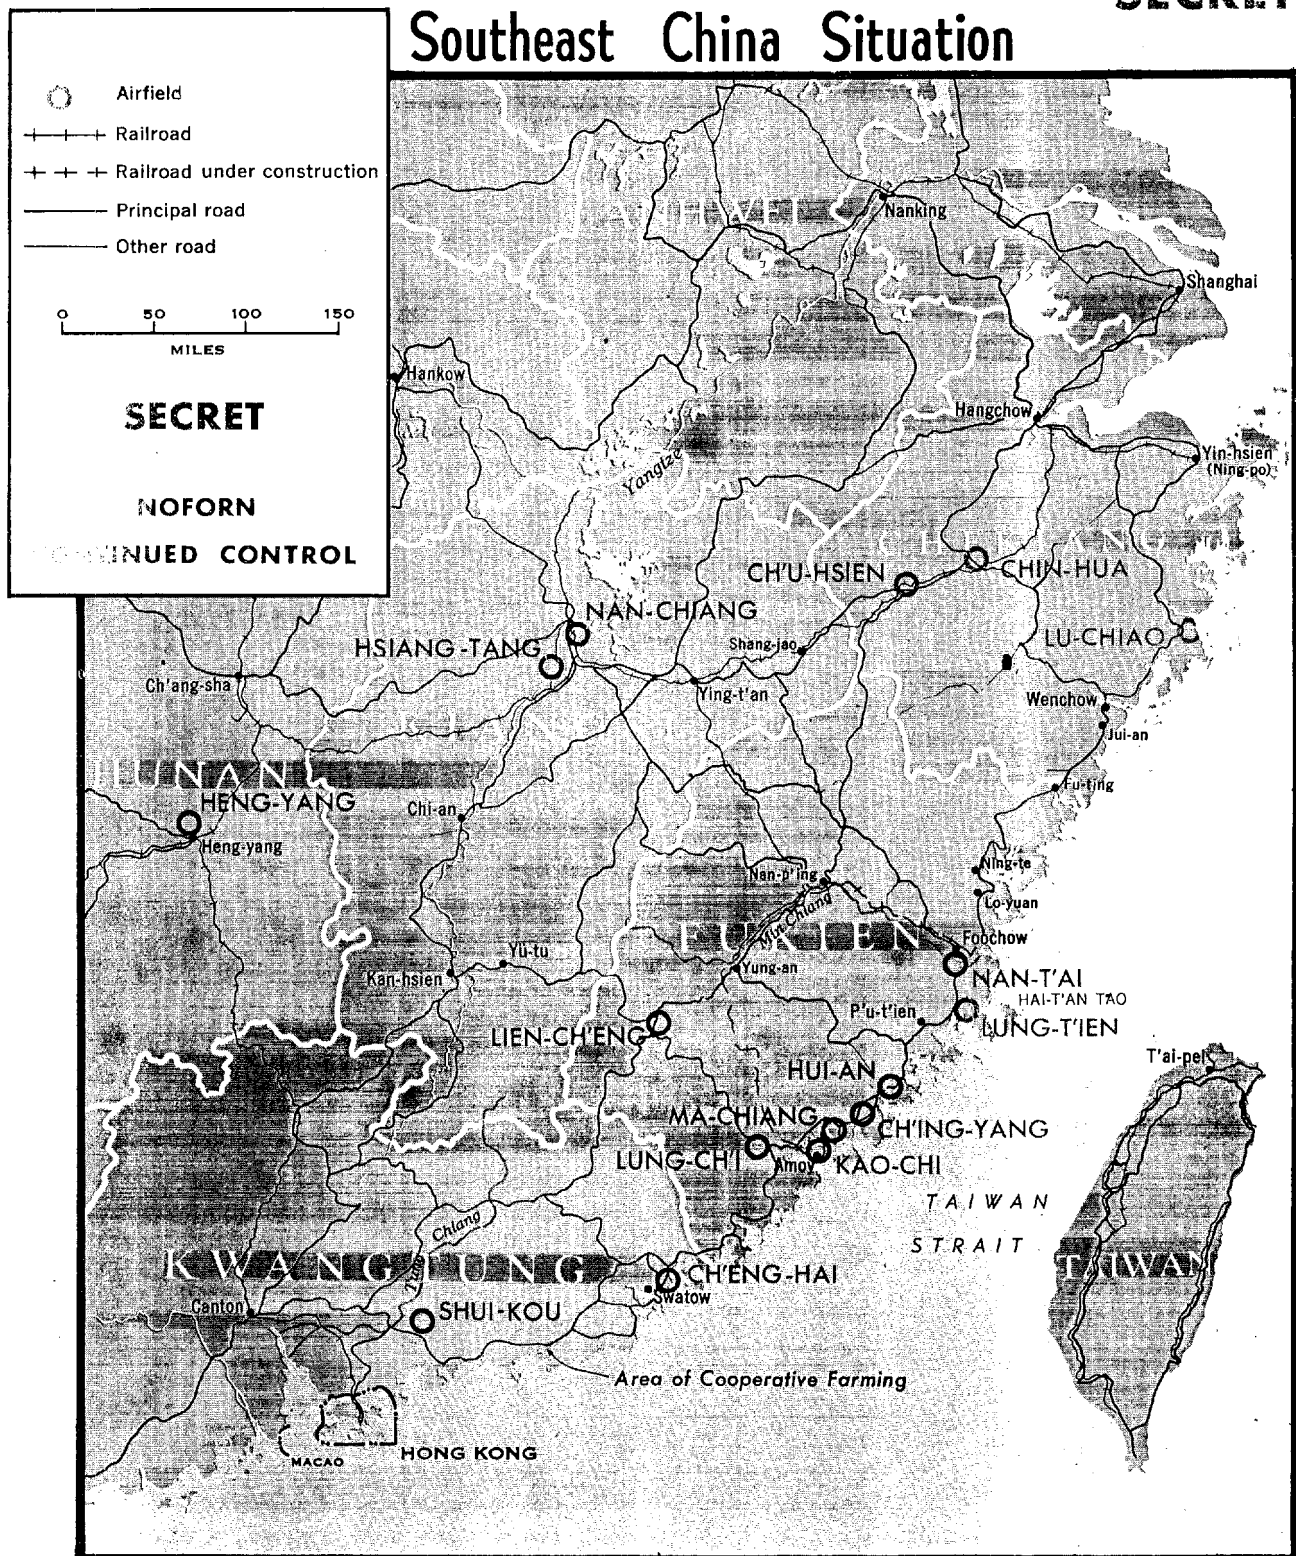 SECRET
Southeast China Situation
Airfield
Railroad
Railroad under construction
Principal road
Other road
0 50 100 150
MILES
SECRET
NOFORN
CONTINUED CONTROL
ANHWEI
Nanking
Shanghai
Hankow
Hangchow
Yangtze
Yin-hsien
(Ning-po)
CHEKIANG
CH'U-HSIEN
CHIN-HUA
NAN-CHIANG
HSIANG-TANG
LU-CHIAO
Shang-jao
Ch'ang-sha
Ying-t'an
Wenchow
KIANGSI
Jui-an
HUNAN
HENG-YANG
Fu-ting
Chi-an
Heng-yang
Ning-te
Nan-p'ing
Lo-yuan
Min Chiang
FUKIEN
Foochow
Yü-tu
Kan-hsien
Yung-an
NAN-T'AI
HAI-T'AN TAO
P'u-t'ien
LUNG-T'IEN
LIEN-CH'ENG
T'ai-pei
HUI-AN
MA-CHIANG
CH'ING-YANG
LUNG-CH'I
Amoy
KAO-CHI
TAIWAN
STRAIT
Chiang
KWANGTUNG
TAIWAN
CH'ENG-HAI
Swatow
Canton
SHUI-KOU
Area of Cooperative Farming
HONG KONG
MACAO